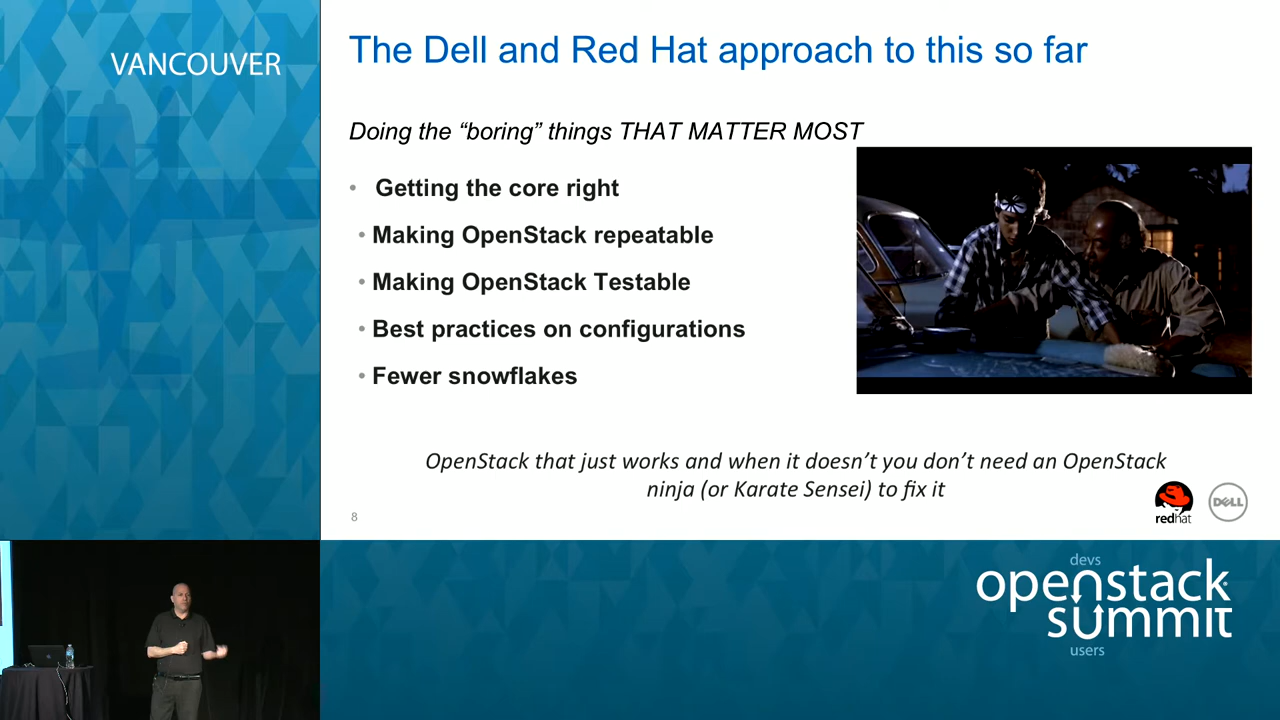 VANCOUVER
The Dell and Red Hat approach to this so far
Doing the “boring” things THAT MATTER MOST
• Getting the core right
• Making OpenStack repeatable
• Making OpenStack Testable
• Best practices on configurations
• Fewer snowflakes
OpenStack that just works and when it doesn’t you don’t need an OpenStack
ninja (or Karate Sensei) to fix it
redhat
DELL
8
devs
openstack
summit
users